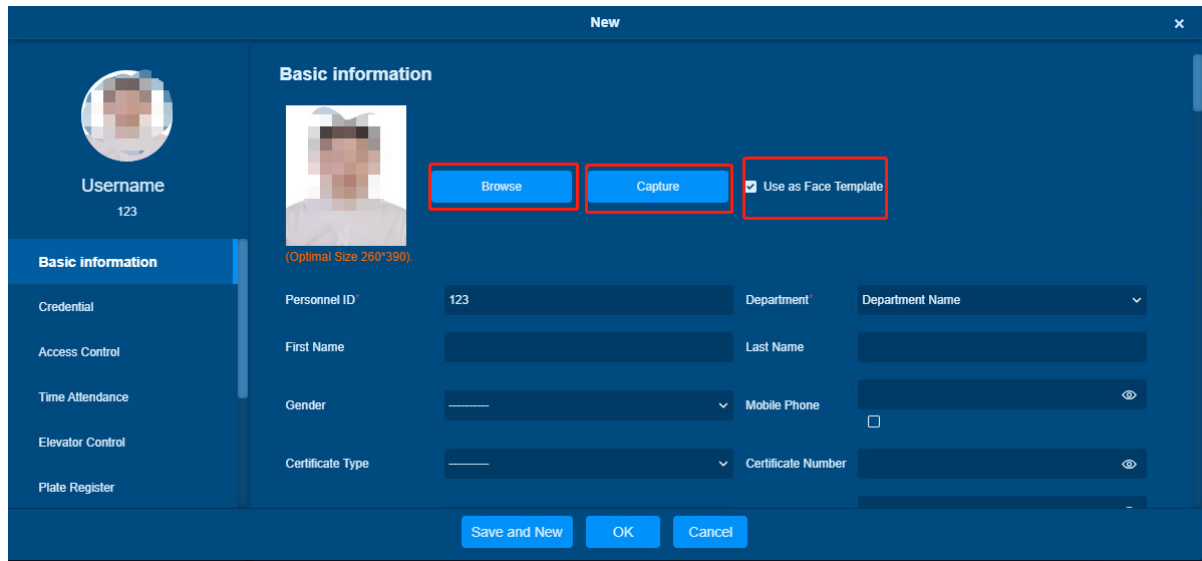 New
×
Username
123
Basic information
Credential
Access Control
Time Attendance
Elevator Control
Plate Register
Basic information
Browse
Capture
Use as Face Template
(Optimal Size 260*390).
Personnel ID*
123
Department*
Department Name
First Name
Last Name
Gender
----------
Mobile Phone
Certificate Type
----------
Certificate Number
Save and New
OK
Cancel